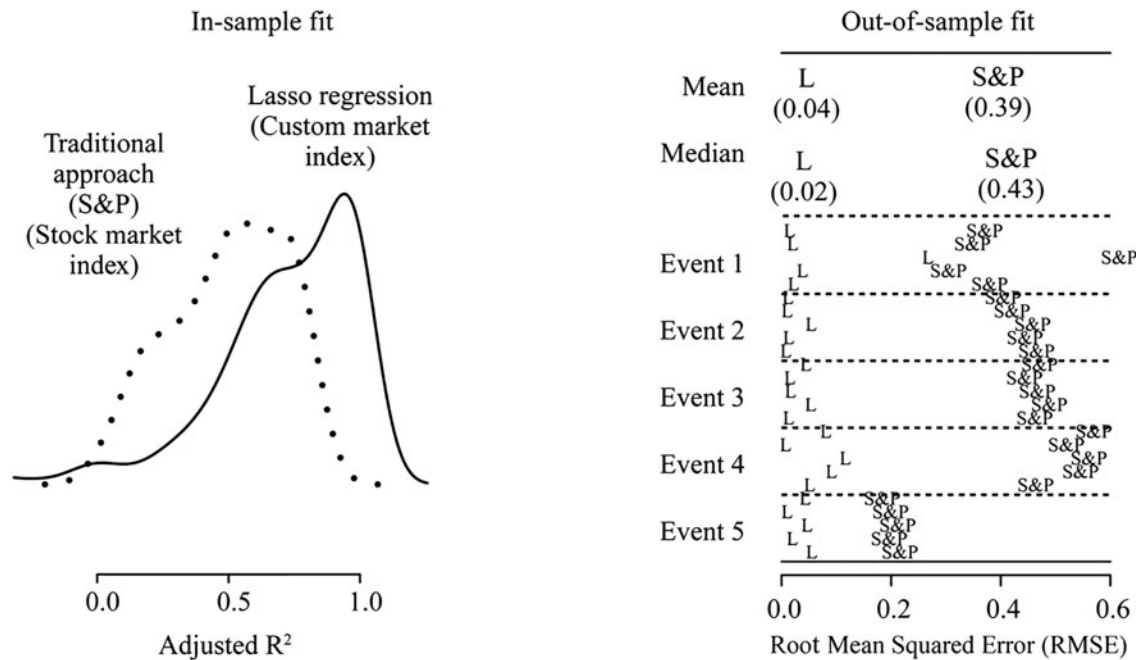 In-sample fit
Lasso regression
(Custom market
index)
Traditional
approach
(S&P)
(Stock market
index)
0.0 0.5 1.0
Adjusted R²
Out-of-sample fit
Mean L S&P
(0.04) (0.39)
Median L S&P
(0.02) (0.43)
Event 1
L S&P
L S&P
L S&P
L S&P
L S&P
Event 2
L S&P
L S&P
L S&P
L S&P
L S&P
Event 3
L S&P
L S&P
L S&P
L S&P
L S&P
Event 4
L S&P
L S&P
L S&P
L S&P
L S&P
Event 5
L S&P
L S&P
L S&P
L S&P
L S&P
0.0 0.2 0.4 0.6
Root Mean Squared Error (RMSE)